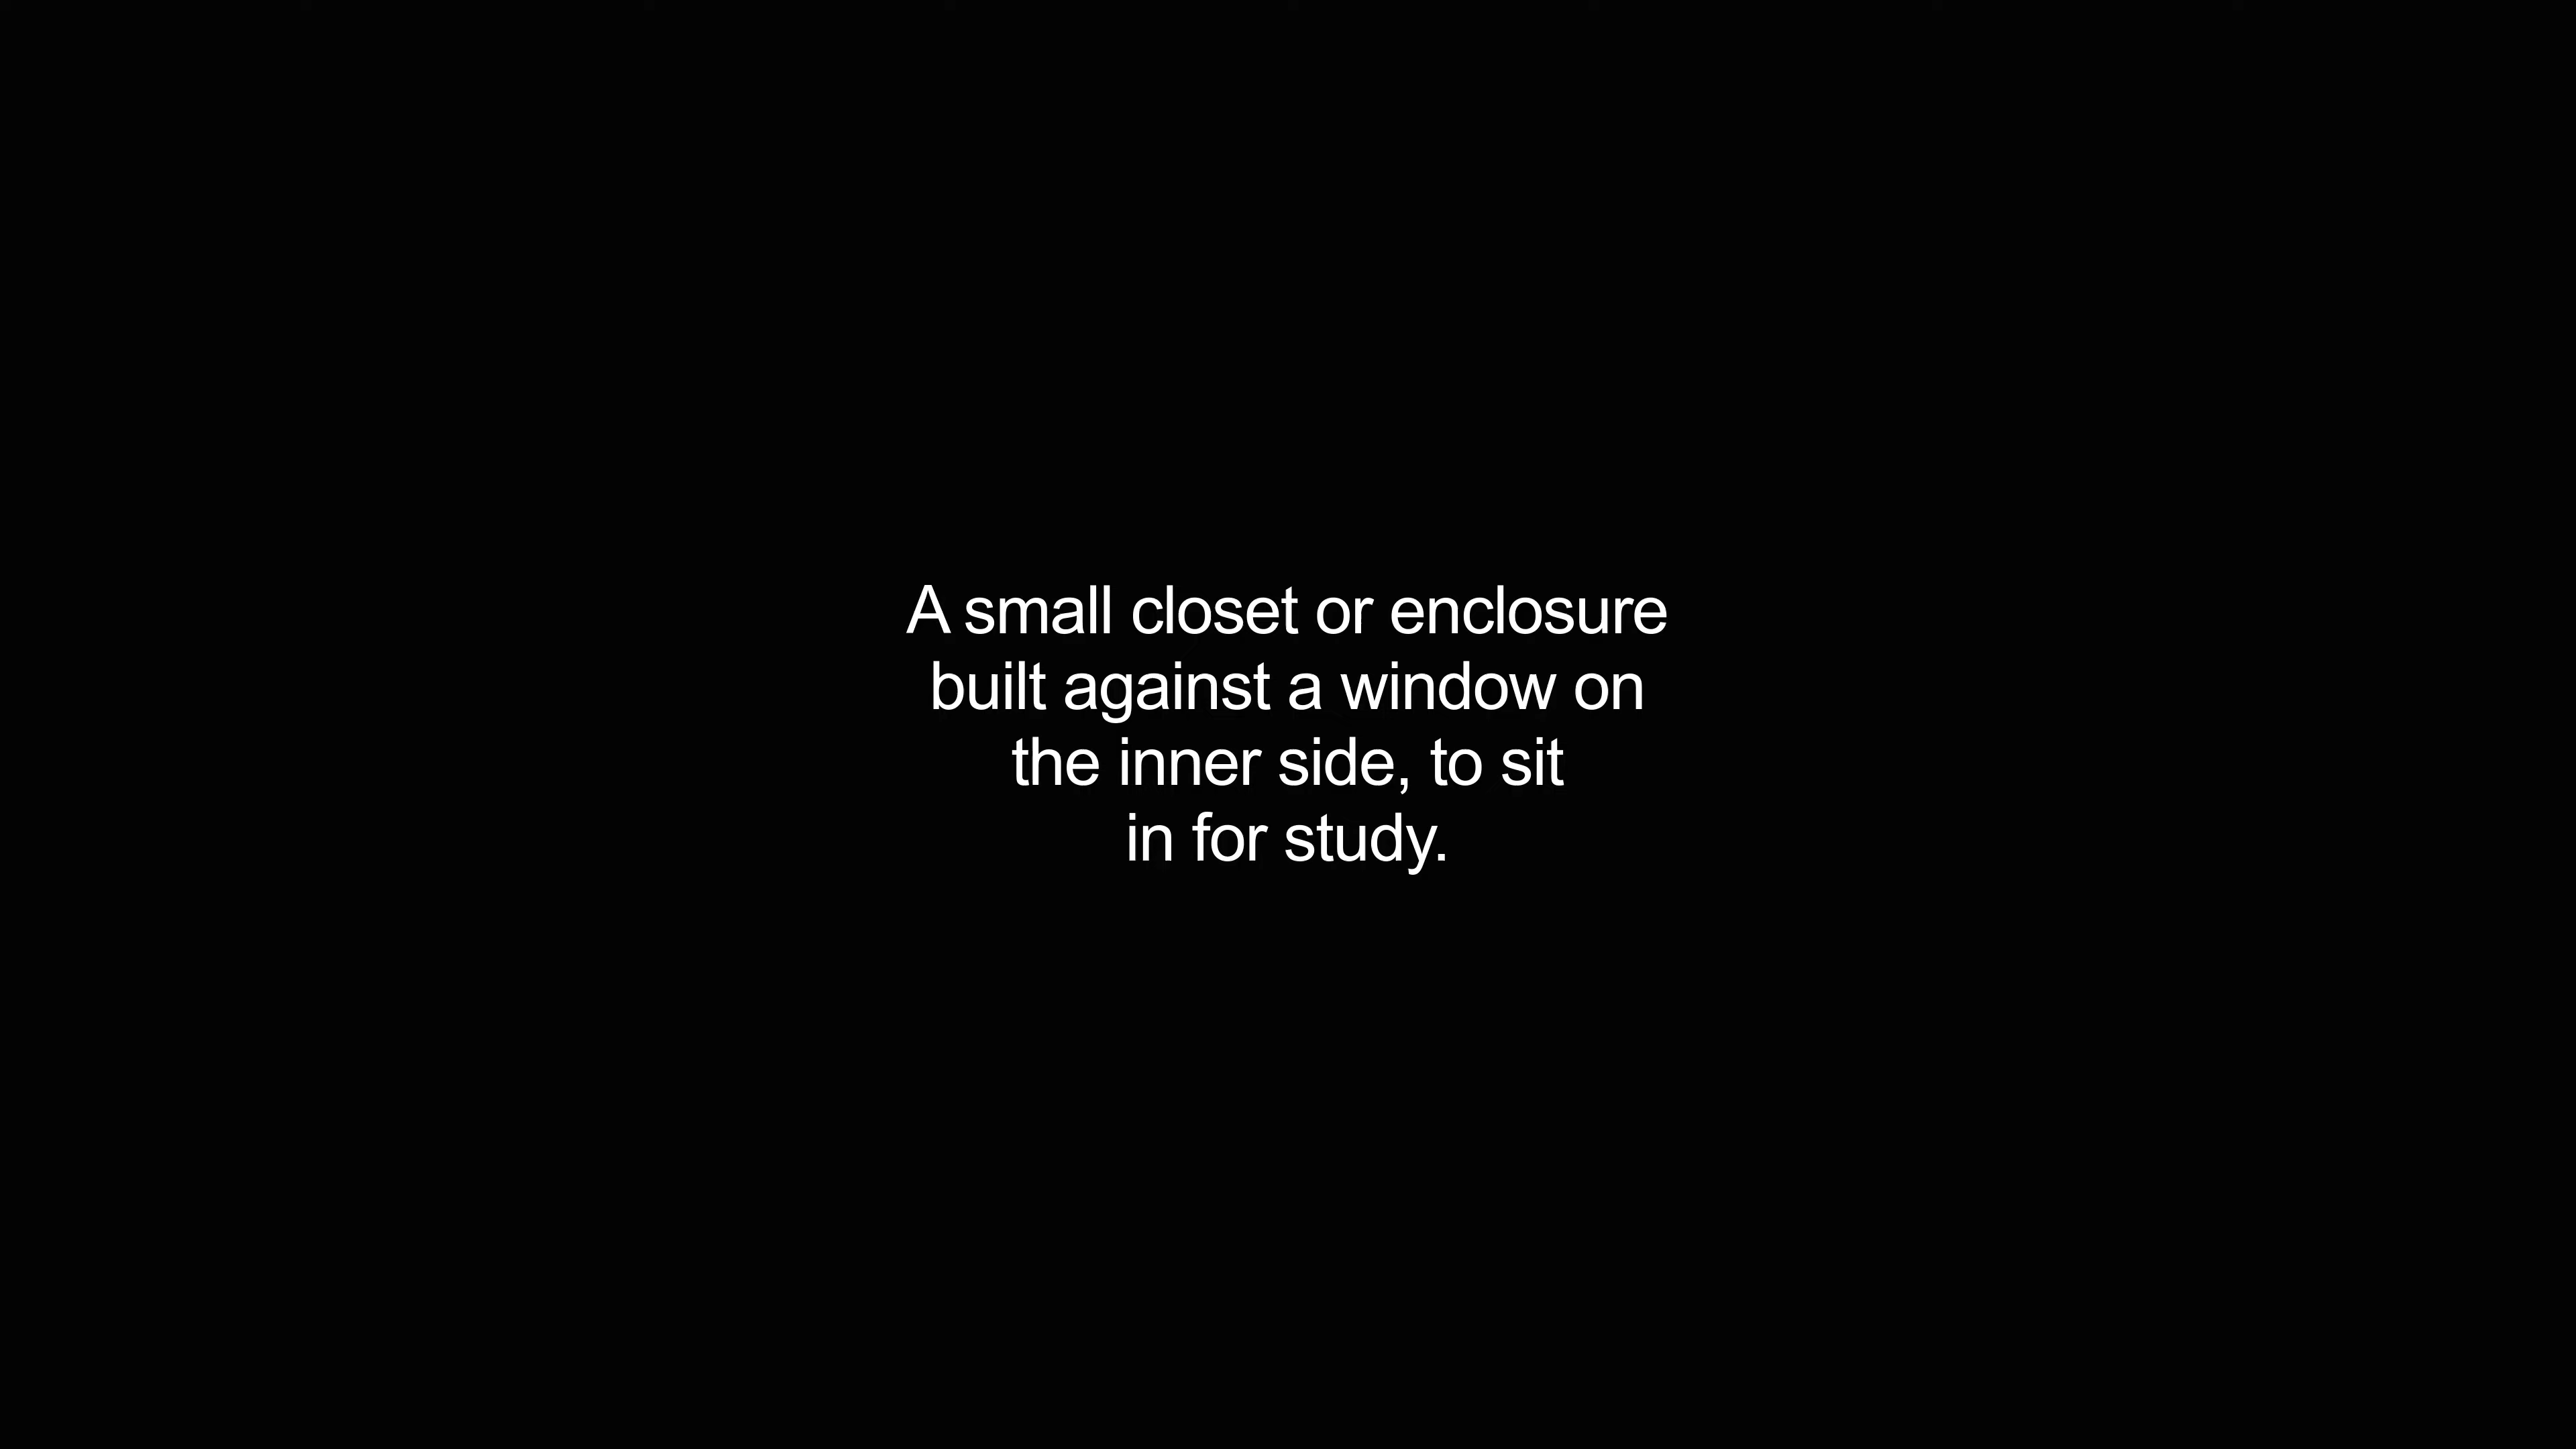 A small closet or enclosure
built against a window on
the inner side, to sit
in for study.